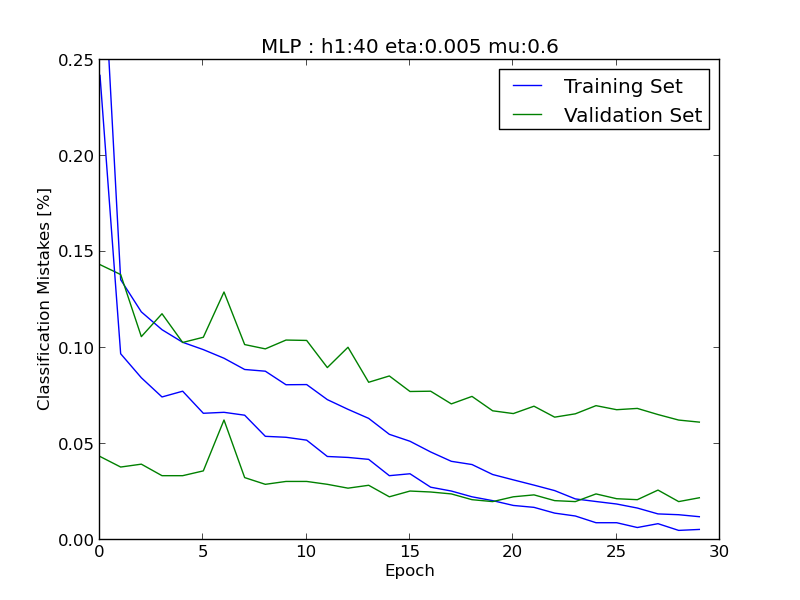 MLP : h1:40 eta:0.005 mu:0.6
Training Set
Validation Set
Classification Mistakes [%]
0.25
0.20
0.15
0.10
0.05
0.00
0 5 10 15 20 25 30
Epoch